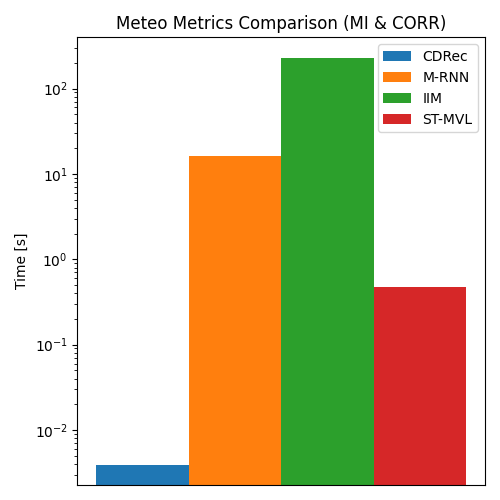 Meteo Metrics Comparison (MI & CORR)
CDRec
M-RNN
IIM
ST-MVL
Time [s]
10²
10¹
10⁰
10⁻¹
10⁻²